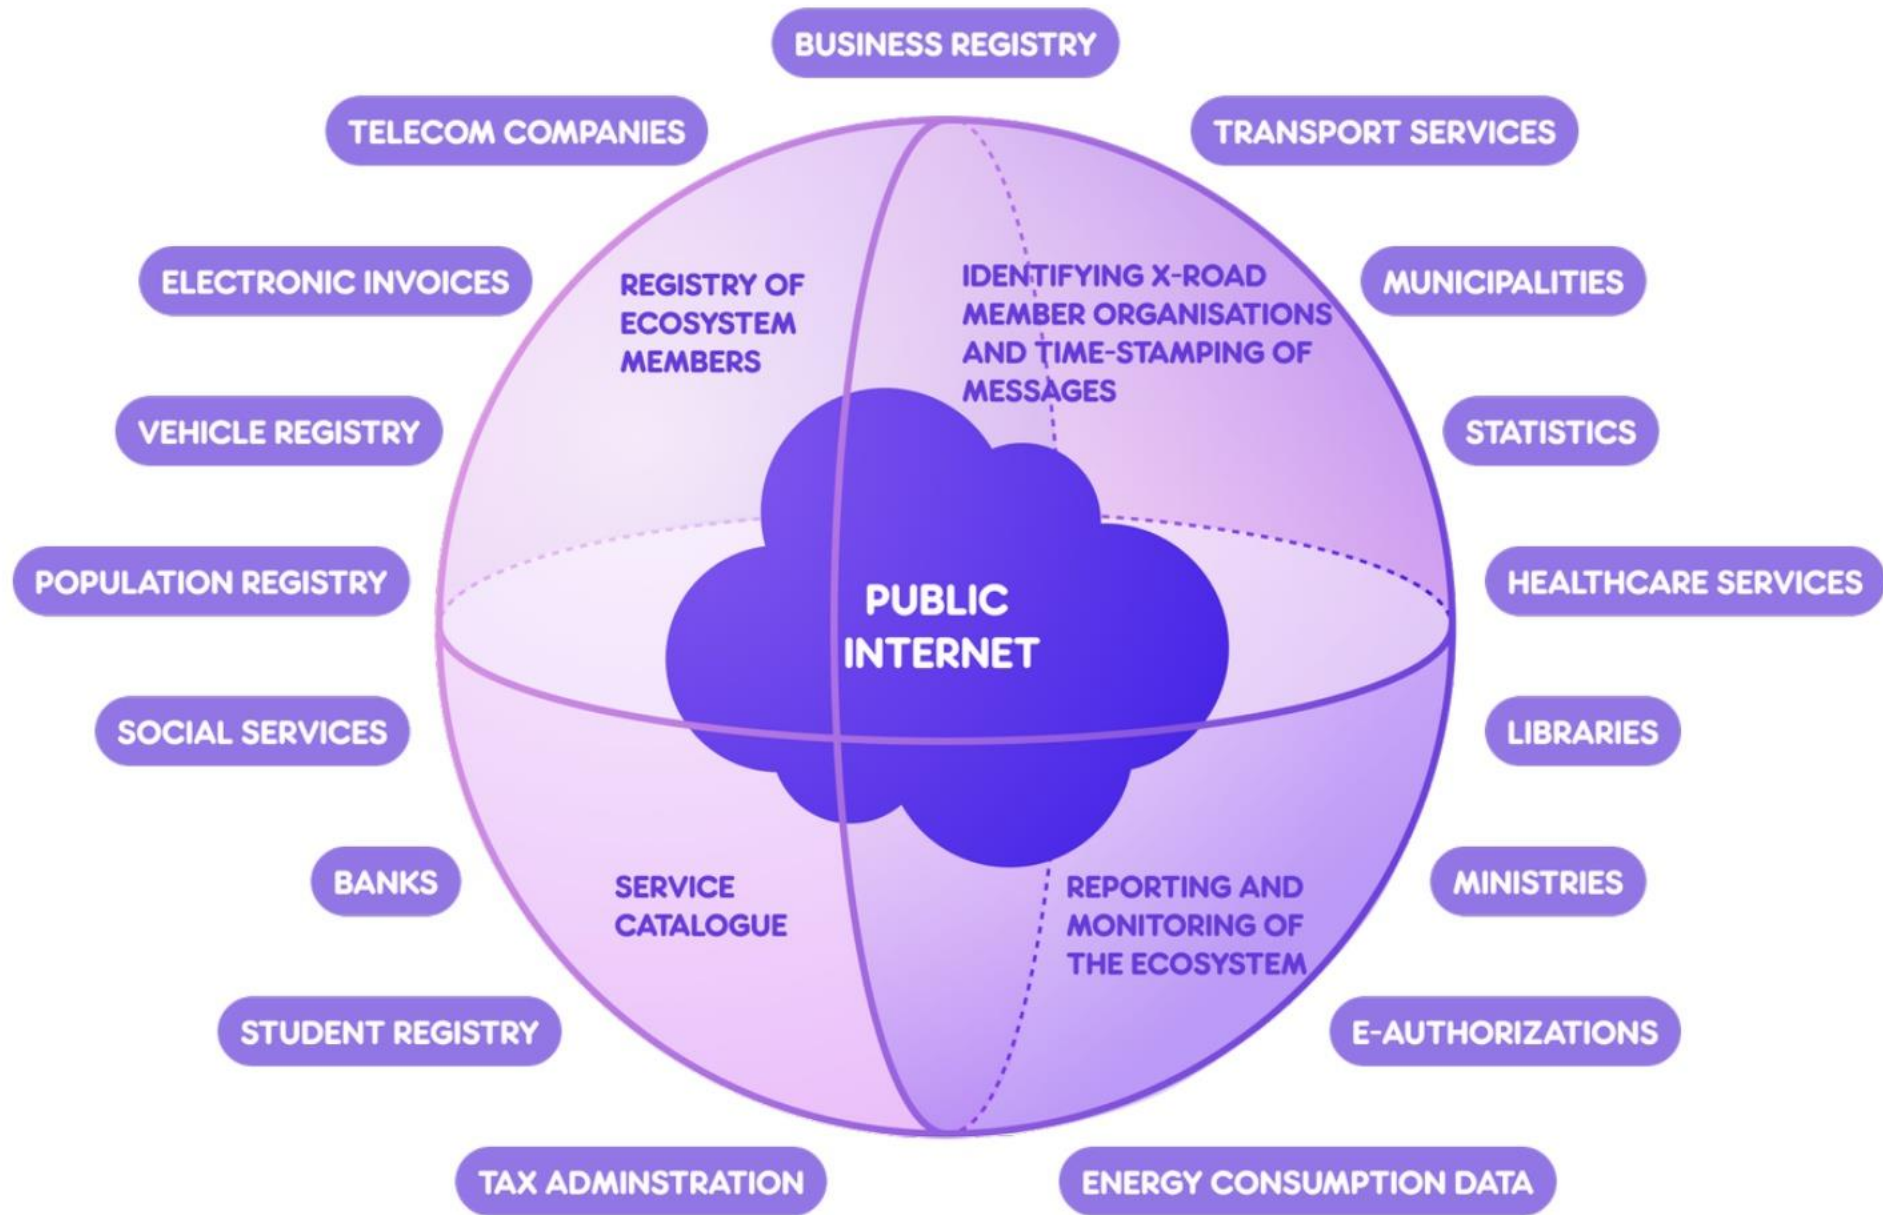 BUSINESS REGISTRY
TELECOM COMPANIES
TRANSPORT SERVICES
ELECTRONIC INVOICES
REGISTRY OF
ECOSYSTEM
MEMBERS
IDENTIFYING X-ROAD
MEMBER ORGANISATIONS
AND TIME-STAMPING OF
MESSAGES
MUNICIPALITIES
VEHICLE REGISTRY
STATISTICS
POPULATION REGISTRY
PUBLIC
INTERNET
HEALTHCARE SERVICES
SOCIAL SERVICES
LIBRARIES
BANKS
SERVICE
CATALOGUE
REPORTING AND
MONITORING OF
THE ECOSYSTEM
MINISTRIES
STUDENT REGISTRY
E-AUTHORIZATIONS
TAX ADMINSTRATION
ENERGY CONSUMPTION DATA